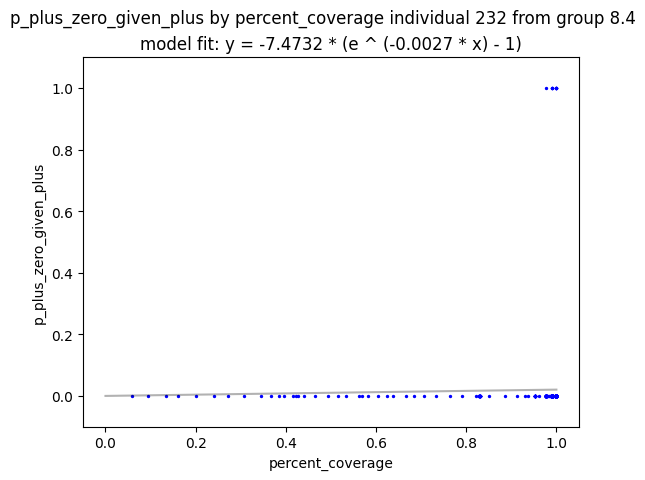 p_plus_zero_given_plus by percent_coverage individual 232 from group 8.4
model fit: y = -7.4732 * (e ^ (-0.0027 * x) - 1)
1.0
0.8
0.6
0.4
0.2
0.0
p_plus_zero_given_plus
0.0 0.2 0.4 0.6 0.8 1.0
percent_coverage